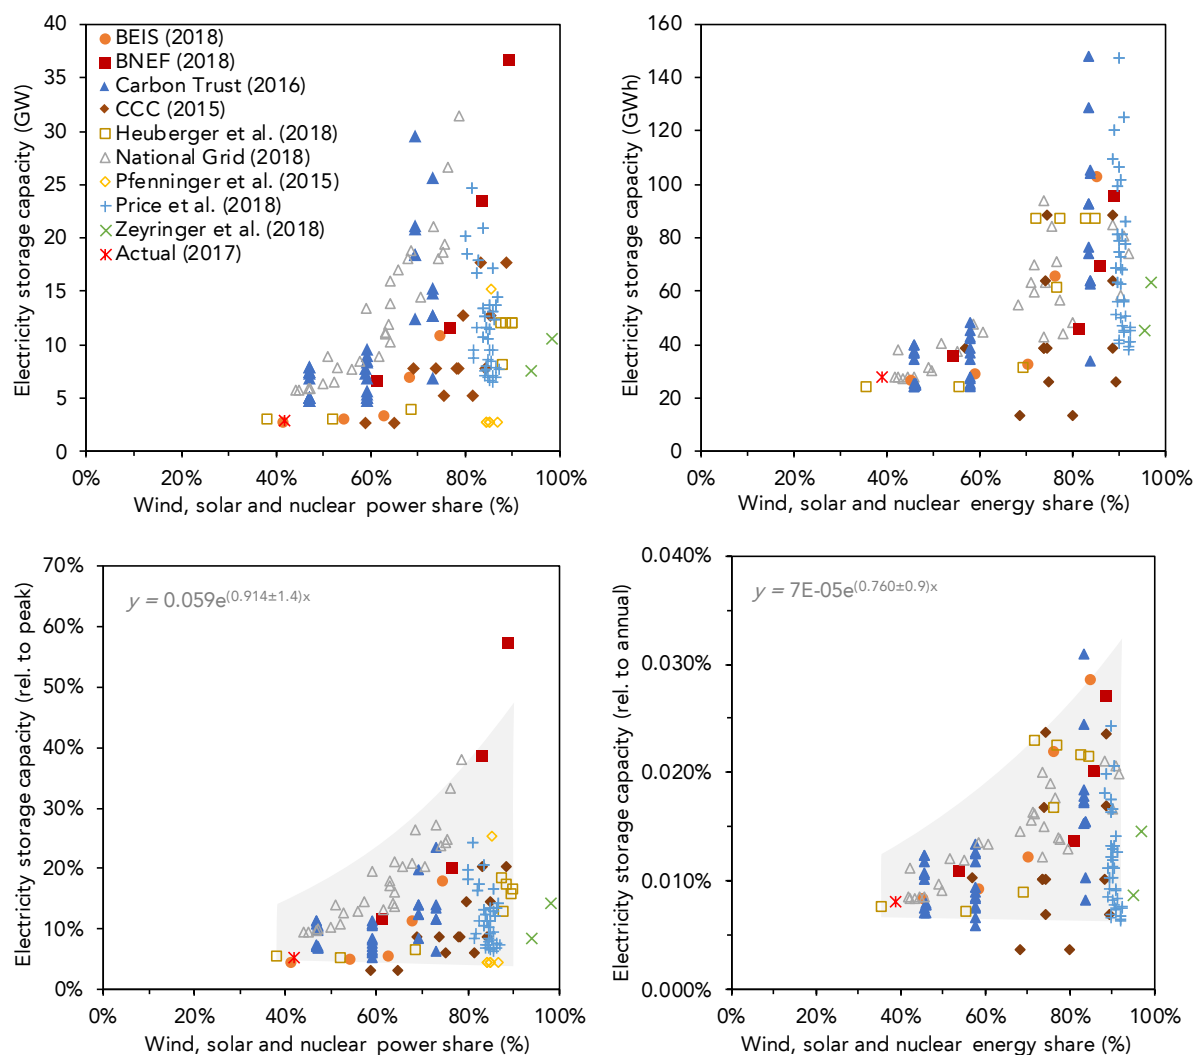 Electricity storage capacity (GW)
40
35
30
25
20
15
10
5
0
BEIS (2018)
BNEF (2018)
Carbon Trust (2016)
CCC (2015)
Heuberger et al. (2018)
National Grid (2018)
Pfenninger et al. (2015)
Price et al. (2018)
Zeyringer et al. (2018)
Actual (2017)
0% 20% 40% 60% 80% 100%
Wind, solar and nuclear power share (%)
Electricity storage capacity (GWh)
160
140
120
100
80
60
40
20
0
0% 20% 40% 60% 80% 100%
Wind, solar and nuclear energy share (%)
Electricity storage capacity (rel. to peak)
70%
60%
50%
40%
30%
20%
10%
0%
y = 0.059e(0.914±1.4)x
0% 20% 40% 60% 80% 100%
Wind, solar and nuclear power share (%)
Electricity storage capacity (rel. to annual)
0.040%
0.030%
0.020%
0.010%
0.000%
y = 7E-05e(0.760±0.9)x
0% 20% 40% 60% 80% 100%
Wind, solar and nuclear energy share (%)